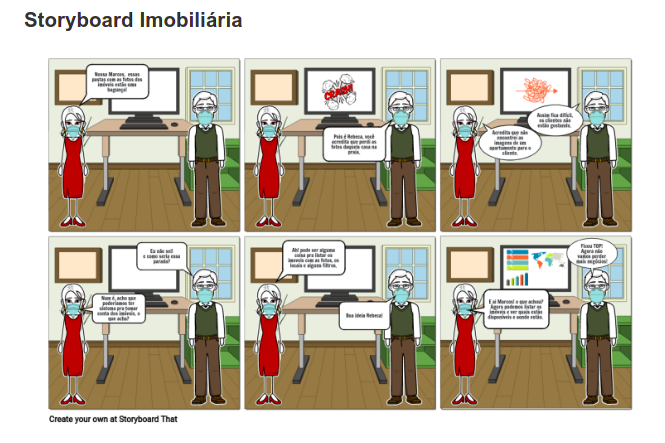 Storyboard Imobiliária
Nossa Marcos, essas
pastas com as fotos dos
imóveis estão uma
bagunça!
CRASH!
Pois é Rebeca, você
acredita que perdi as
fotos daquela casa na
praia.
Acredita que não
encontrei as
imagens de um
apartamento para o
cliente.
Assim fica difícil,
os clientes não
estão gostando.
Eu não sei
e como seria essa
parada?
Nem é, acho que
poderíamos ter
sistema pra tomar
conta dos imóveis, o
que acha?
Ah! pode ser alguma
coisa pra listar os
imóveis com as fotos, os
locais e alguns filtros.
Boa ideia Rebeca!
E aí Marcos! o que achou?
Agora podemos listar os
imóveis e ver quais estão
disponíveis e aonde estão.
Ficou TOP!
Agora não
vamos perder
mais negócios!
Create your own at Storyboard That